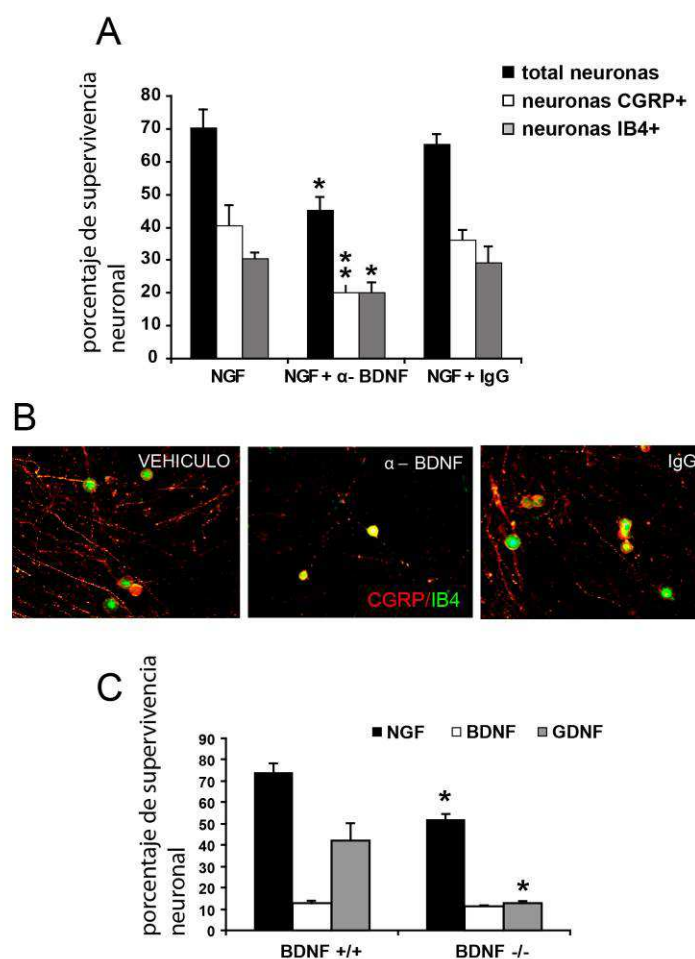 A
total neuronas
neuronas CGRP+
neuronas IB4+
porcentaje de supervivencia
neuronal
80
70
60
50
40
30
20
10
0
*
*
*
*
NGF
NGF + α- BDNF
NGF + IgG
B
VEHICULO
α – BDNF
CGRP/IB4
IgG
C
porcentaje de supervivencia
neuronal
NGF
BDNF
GDNF
90
80
70
60
50
40
30
20
10
0
*
*
BDNF +/+
BDNF -/-